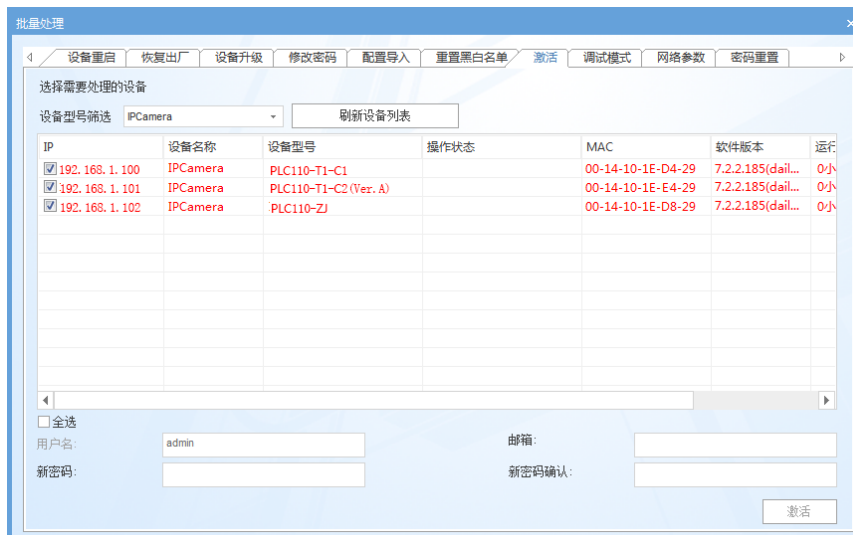 批量处理
设备重启 恢复出厂 设备升级 修改密码 配置导入 重置黑白名单 激活 调试模式 网络参数 密码重置
选择需要处理的设备
设备型号筛选 IPCamera 刷新设备列表
IP 设备名称 设备型号 操作状态 MAC 软件版本 运行
192.168.1.100 IPCamera PLC110-T1-C1 00-14-10-1E-D4-29 7.2.2.185(dail... 0小
192.168.1.101 IPCamera PLC110-T1-C2(Ver.A) 00-14-10-1E-E4-29 7.2.2.185(dail... 0小
192.168.1.102 IPCamera PLC110-ZJ 00-14-10-1E-D8-29 7.2.2.185(dail... 0小
全选
用户名: admin 邮箱:
新密码: 新密码确认:
激活